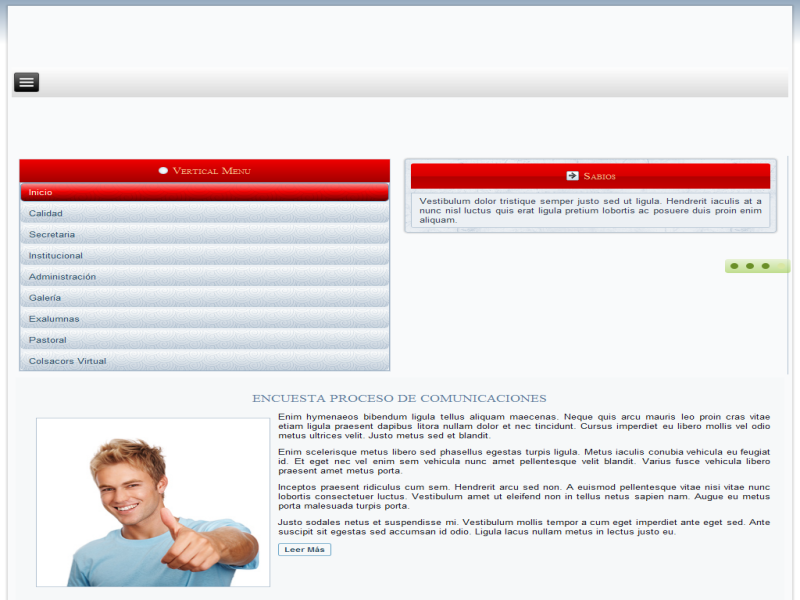 Vertical Menu
Inicio
Calidad
Secretaria
Institucional
Administración
Galería
Exalumnas
Pastoral
Colsacors Virtual
Sabios
Vestibulum dolor tristique semper justo sed ut ligula. Hendrerit iaculis at a
nunc nisl luctus quis erat ligula pretium lobortis ac posuere duis proin enim
aliquam.
ENCUESTA PROCESO DE COMUNICACIONES
Enim hymenaeos bibendum ligula tellus aliquam maecenas. Neque quis arcu mauris leo proin cras vitae
etiam ligula praesent dapibus litora nullam dolor et nec tincidunt. Cursus imperdiet eu libero mollis vel odio
metus ultrices velit. Justo metus sed et blandit.
Enim scelerisque metus libero sed phasellus egestas turpis ligula. Metus iaculis conubia vehicula eu feugiat
id. Et eget nec vel enim sem vehicula nunc amet pellentesque velit blandit. Varius fusce vehicula libero
praesent amet metus porta.
Inceptos praesent ridiculus cum sem. Hendrerit arcu sed non. A euismod pellentesque vitae nisi vitae nunc
lobortis consectetuer luctus. Vestibulum amet ut eleifend non in tellus netus sapien nam. Augue eu metus
porta malesuada turpis porta.
Justo sodales netus et suspendisse mi. Vestibulum mollis tempor a cum eget imperdiet ante eget sed. Ante
suscipit sit egestas sed accumsan id odio. Ligula lacus nullam metus in lectus justo eu.
Leer Más